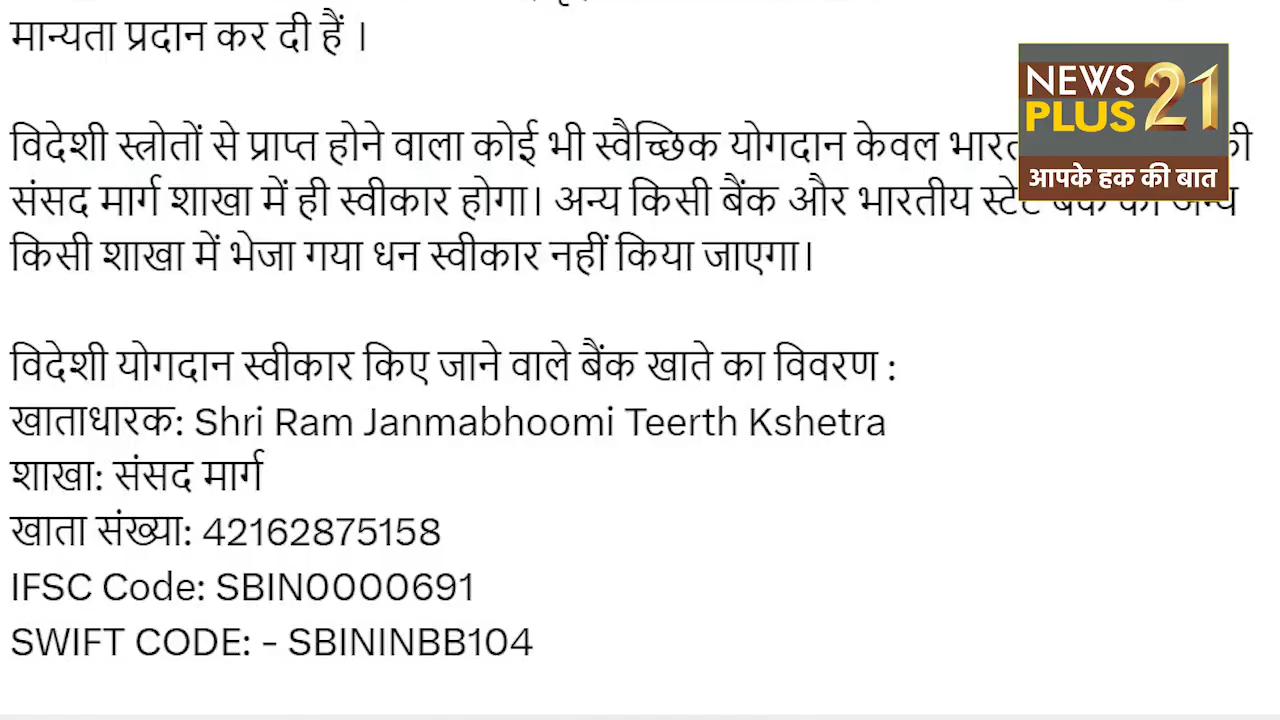 मान्यता प्रदान कर दी हैं ।
विदेशी स्त्रोतों से प्राप्त होने वाला कोई भी स्वैच्छिक योगदान केवल की
संसद मार्ग शाखा में ही स्वीकार होगा। अन्य किसी बैंक और भारतीय स्टेट बैंक की अन्य
किसी शाखा में भेजा गया धन स्वीकार नहीं किया जाएगा।
विदेशी योगदान स्वीकार किए जाने वाले बैंक खाते का विवरण :
खाताधारक: Shri Ram Janmabhoomi Teerth Kshetra
शाखा: संसद मार्ग
खाता संख्या: 42162875158
IFSC Code: SBIN0000691
SWIFT CODE: - SBININBB104
NEWS
PLUS 21
आपके हक की बात